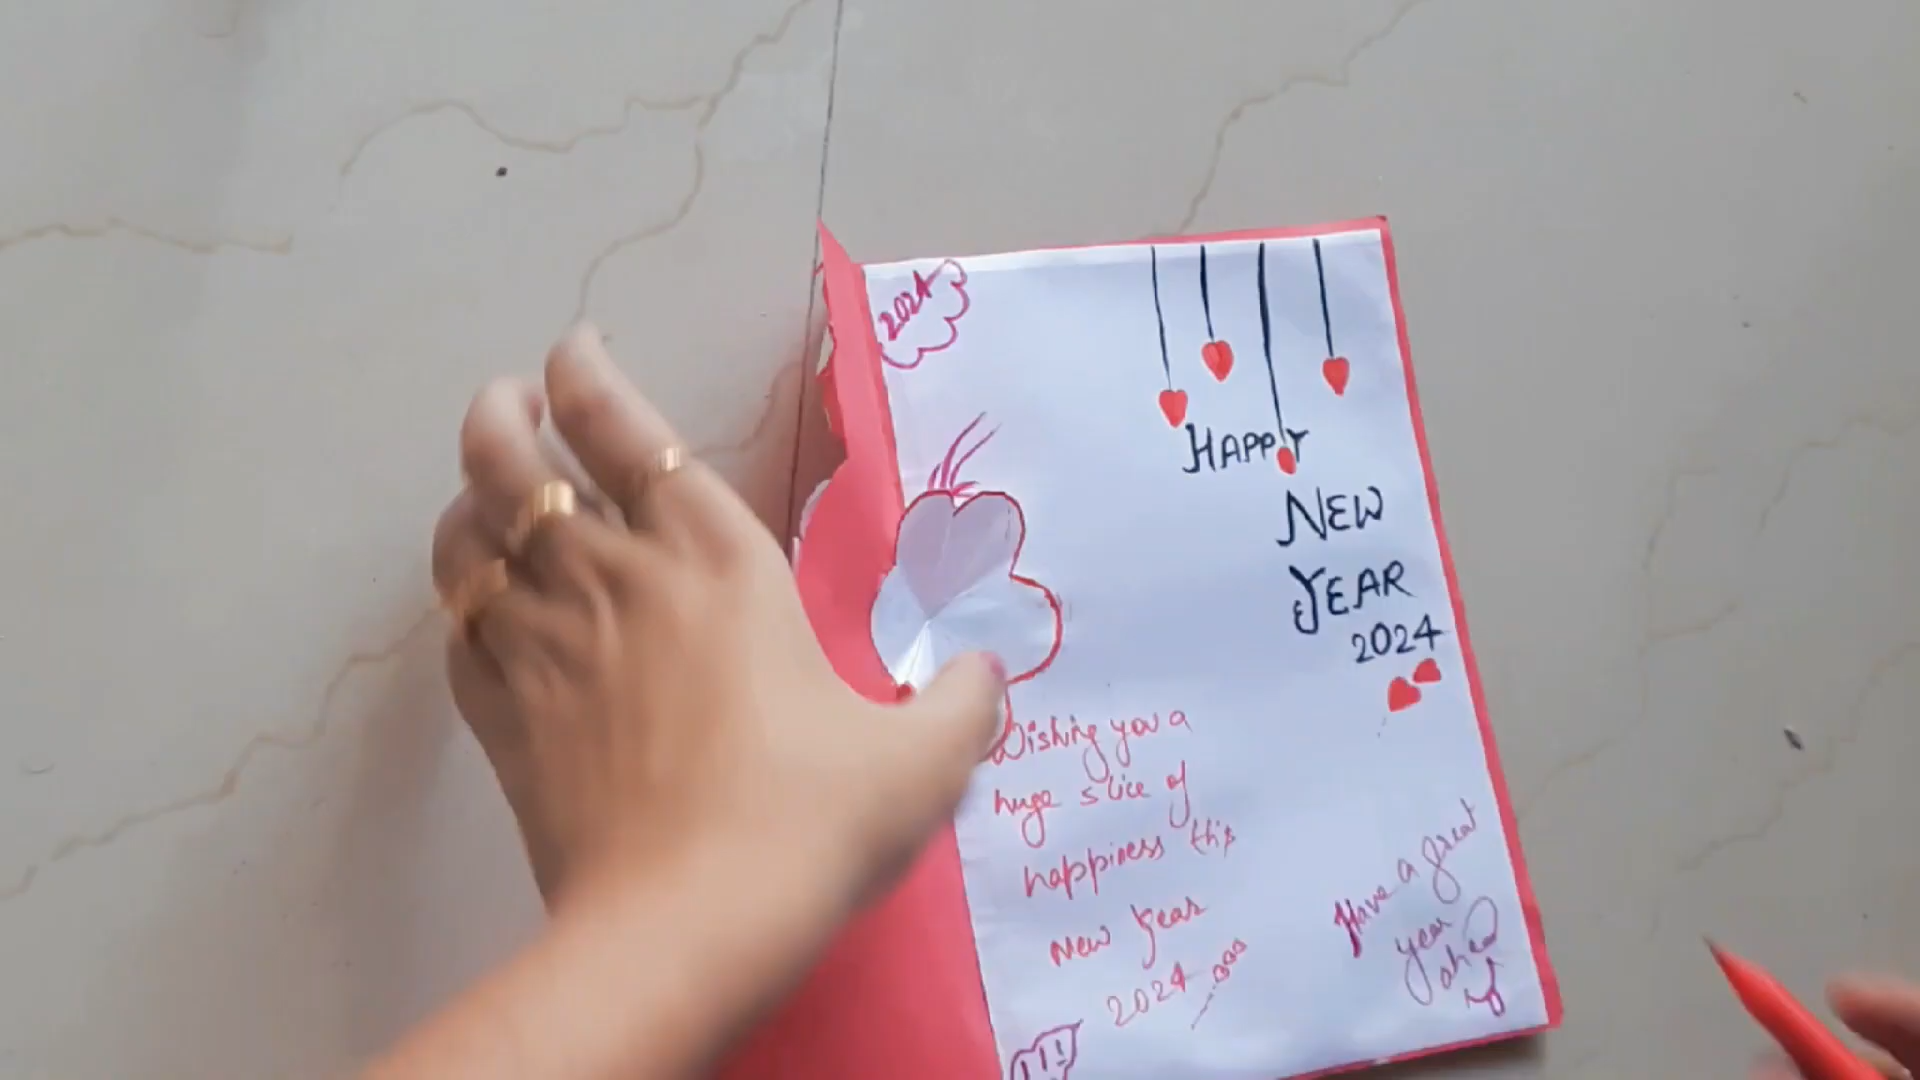 2024
HAPPY
NEW
YEAR
2024
Wishing you a
huge slice of
happiness this
New Year
2024
Have a great
year
ahead
!!!